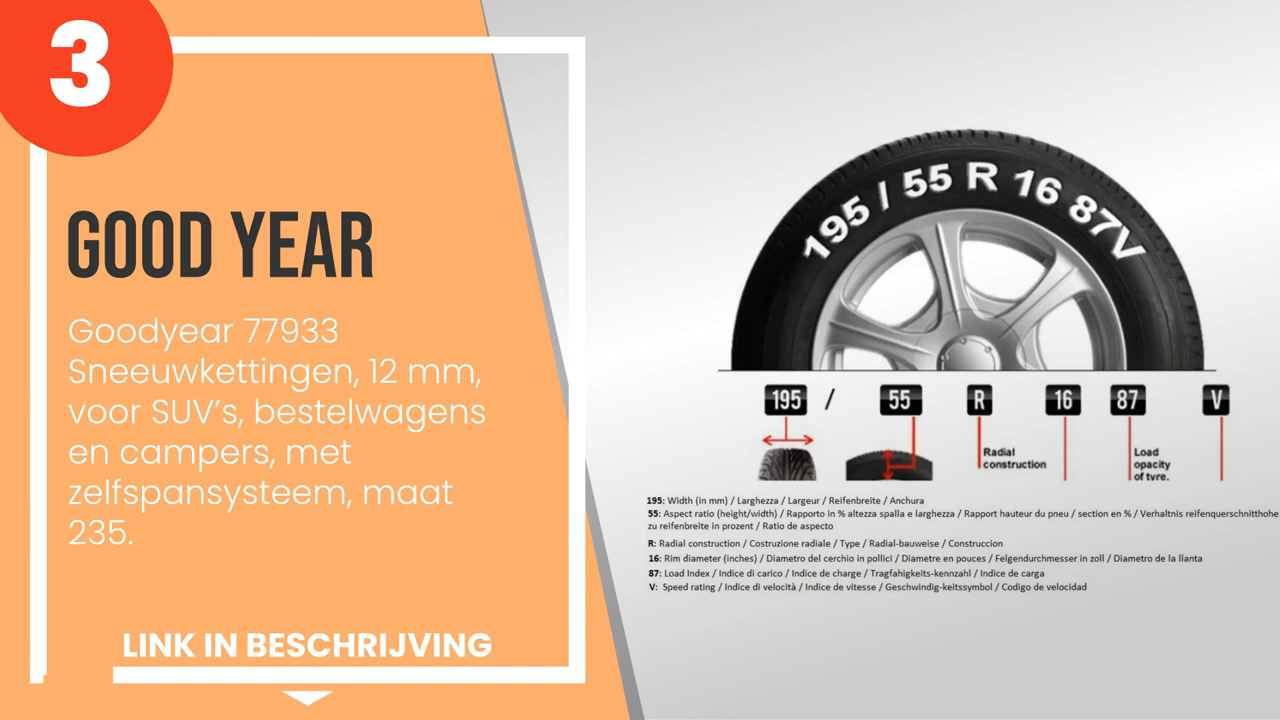 3
GOOD YEAR
Goodyear 77933
Sneeuwkettingen, 12 mm,
voor SUV’s, bestelwagens
en campers, met
zelfspansysteem, maat
235.
LINK IN BESCHRIJVING
195 / 55 R 16 87V
195 / 55 R 16 87 V
Radial
construction
Load
opacity
of tvre.
195: Width (in mm) / Larghezza / Largeur / Reifenbreite / Anchura
55: Aspect ratio (height/width) / Rapporto in % altezza spalla e larghezza / Rapport hauteur du pneu / section en % / Verhaltnis reifenquerschnitthohe
zu reifenbreite in prozent / Ratio de aspecto
R: Radial construction / Costruzione radiale / Type / Radial-bauweise / Construccion
16: Rim diameter (inches) / Diametro del cerchio in pollici / Diametre en pouces / Felgendurchmesser in zoll / Diametro de la llanta
87: Load Index / Indice di carico / Indice de charge / Tragfahigkeits-kennzahl / Indice de carga
V: Speed rating / Indice di velocità / Indice de vitesse / Geschwindig-keitssymbol / Codigo de velocidad